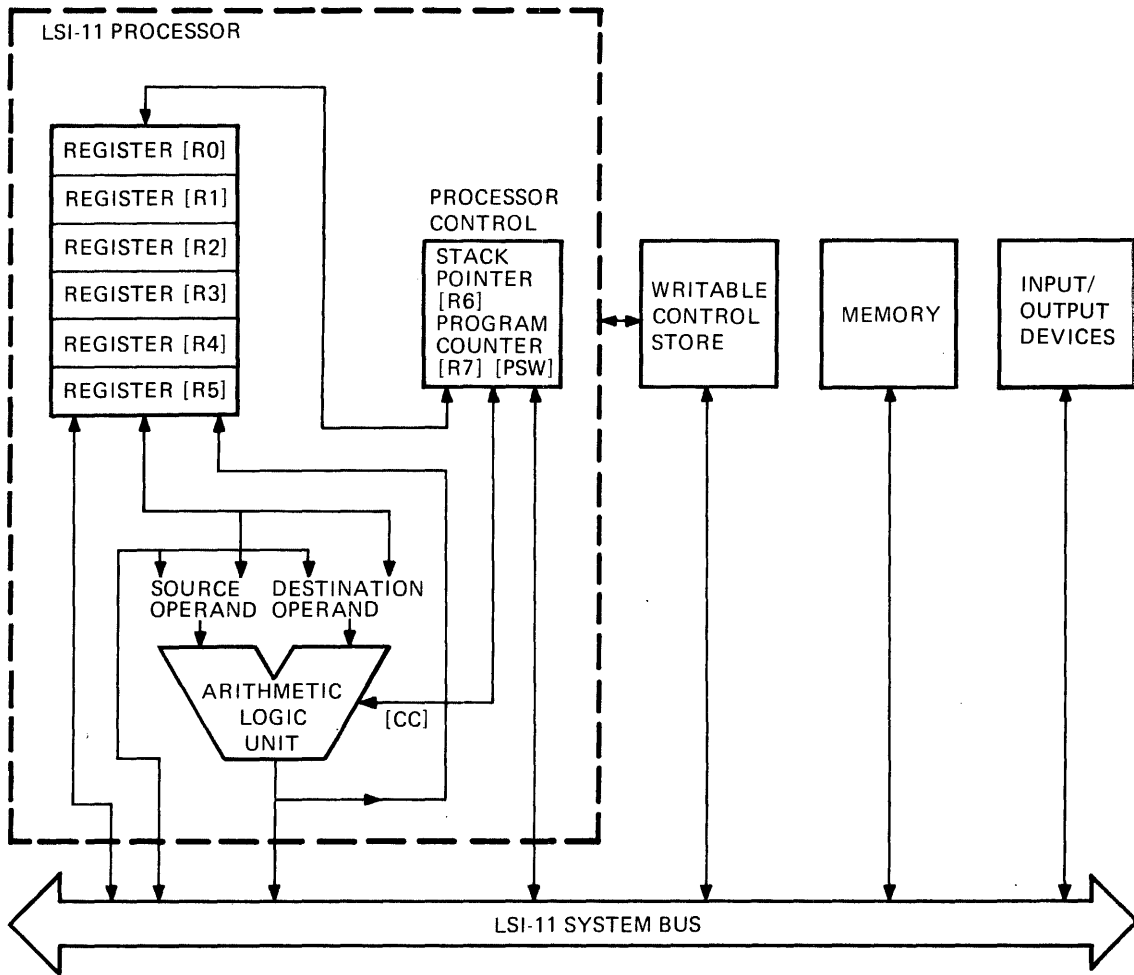 LSI-11 PROCESSOR
REGISTER [R0]
REGISTER [R1]
REGISTER [R2]
REGISTER [R3]
REGISTER [R4]
REGISTER [R5]
PROCESSOR
CONTROL
STACK
POINTER
[R6]
PROGRAM
COUNTER
[R7] [PSW]
WRITABLE
CONTROL
STORE
MEMORY
INPUT/
OUTPUT
DEVICES
SOURCE
OPERAND
DESTINATION
OPERAND
ARITHMETIC
LOGIC
UNIT
[CC]
LSI-11 SYSTEM BUS